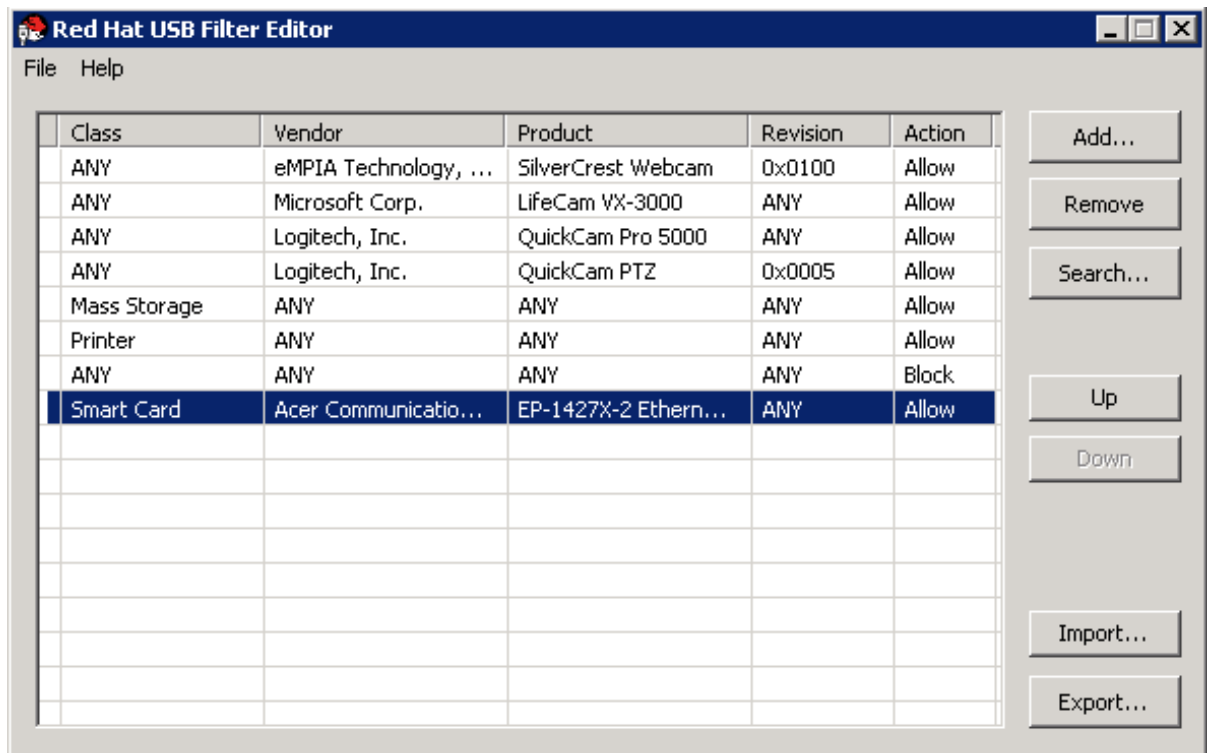 Red Hat USB Filter Editor
File Help
Class Vendor Product Revision Action
ANY eMPIA Technology, ... SilverCrest Webcam 0x0100 Allow
ANY Microsoft Corp. LifeCam VX-3000 ANY Allow
ANY Logitech, Inc. QuickCam Pro 5000 ANY Allow
ANY Logitech, Inc. QuickCam PTZ 0x0005 Allow
Mass Storage ANY ANY ANY Allow
Printer ANY ANY ANY Allow
ANY ANY ANY ANY Block
Smart Card Acer Communicatio... EP-1427X-2 Ethern... ANY Allow
Add...
Remove
Search...
Up
Down
Import...
Export...